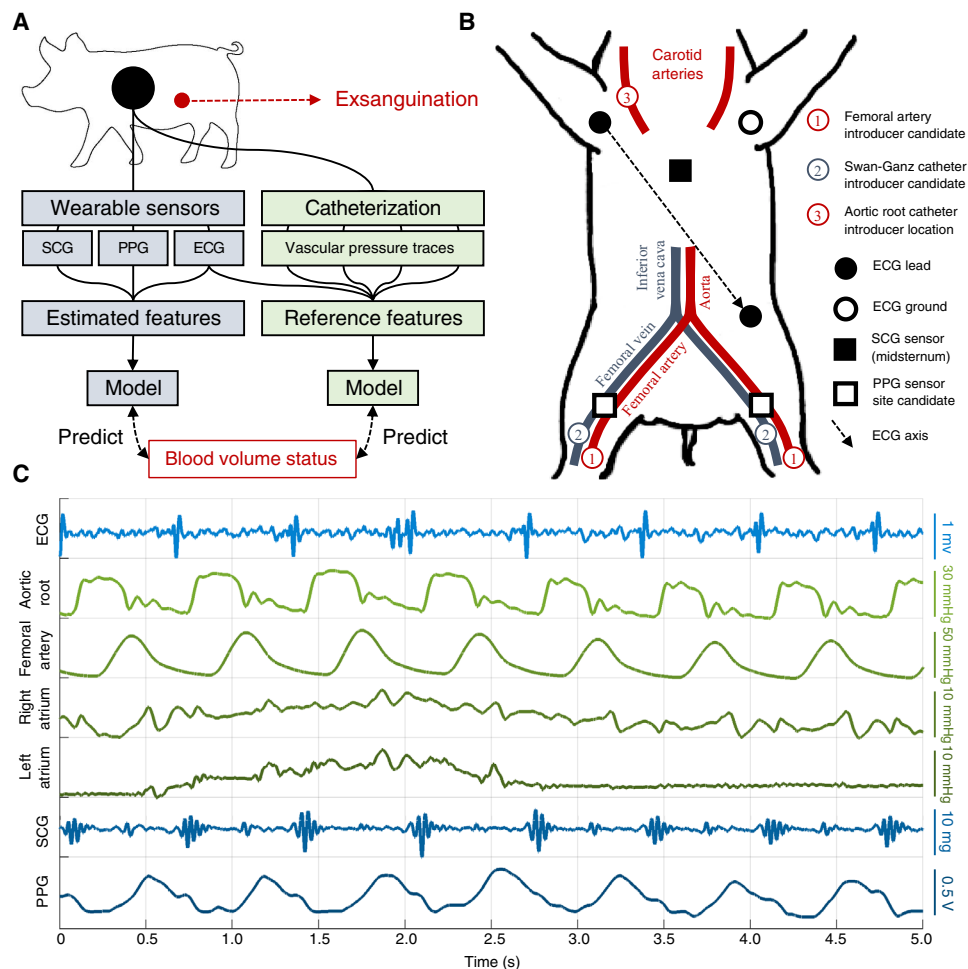 A
Exsanguination
Wearable sensors
Catheterization
SCG
PPG
ECG
Vascular pressure traces
Estimated features
Reference features
Model
Model
Predict
Predict
Blood volume status
B
Carotid
arteries
3
Inferior
vena cava
Aorta
Femoral vein
Femoral artery
2
1
2
1
1
Femoral artery
introducer candidate
2
Swan-Ganz catheter
introducer candidate
3
Aortic root catheter
introducer location
ECG lead
ECG ground
SCG sensor
(midsternum)
PPG sensor
site candidate
ECG axis
C
ECG
1 mv
Aortic
root
30 mmHg
Femoral
artery
50 mmHg
Right
atrium
10 mmHg
Left
atrium
10 mmHg
SCG
10 mg
PPG
0.5 V
0 0.5 1.0 1.5 2.0 2.5 3.0 3.5 4.0 4.5 5.0
Time (s)